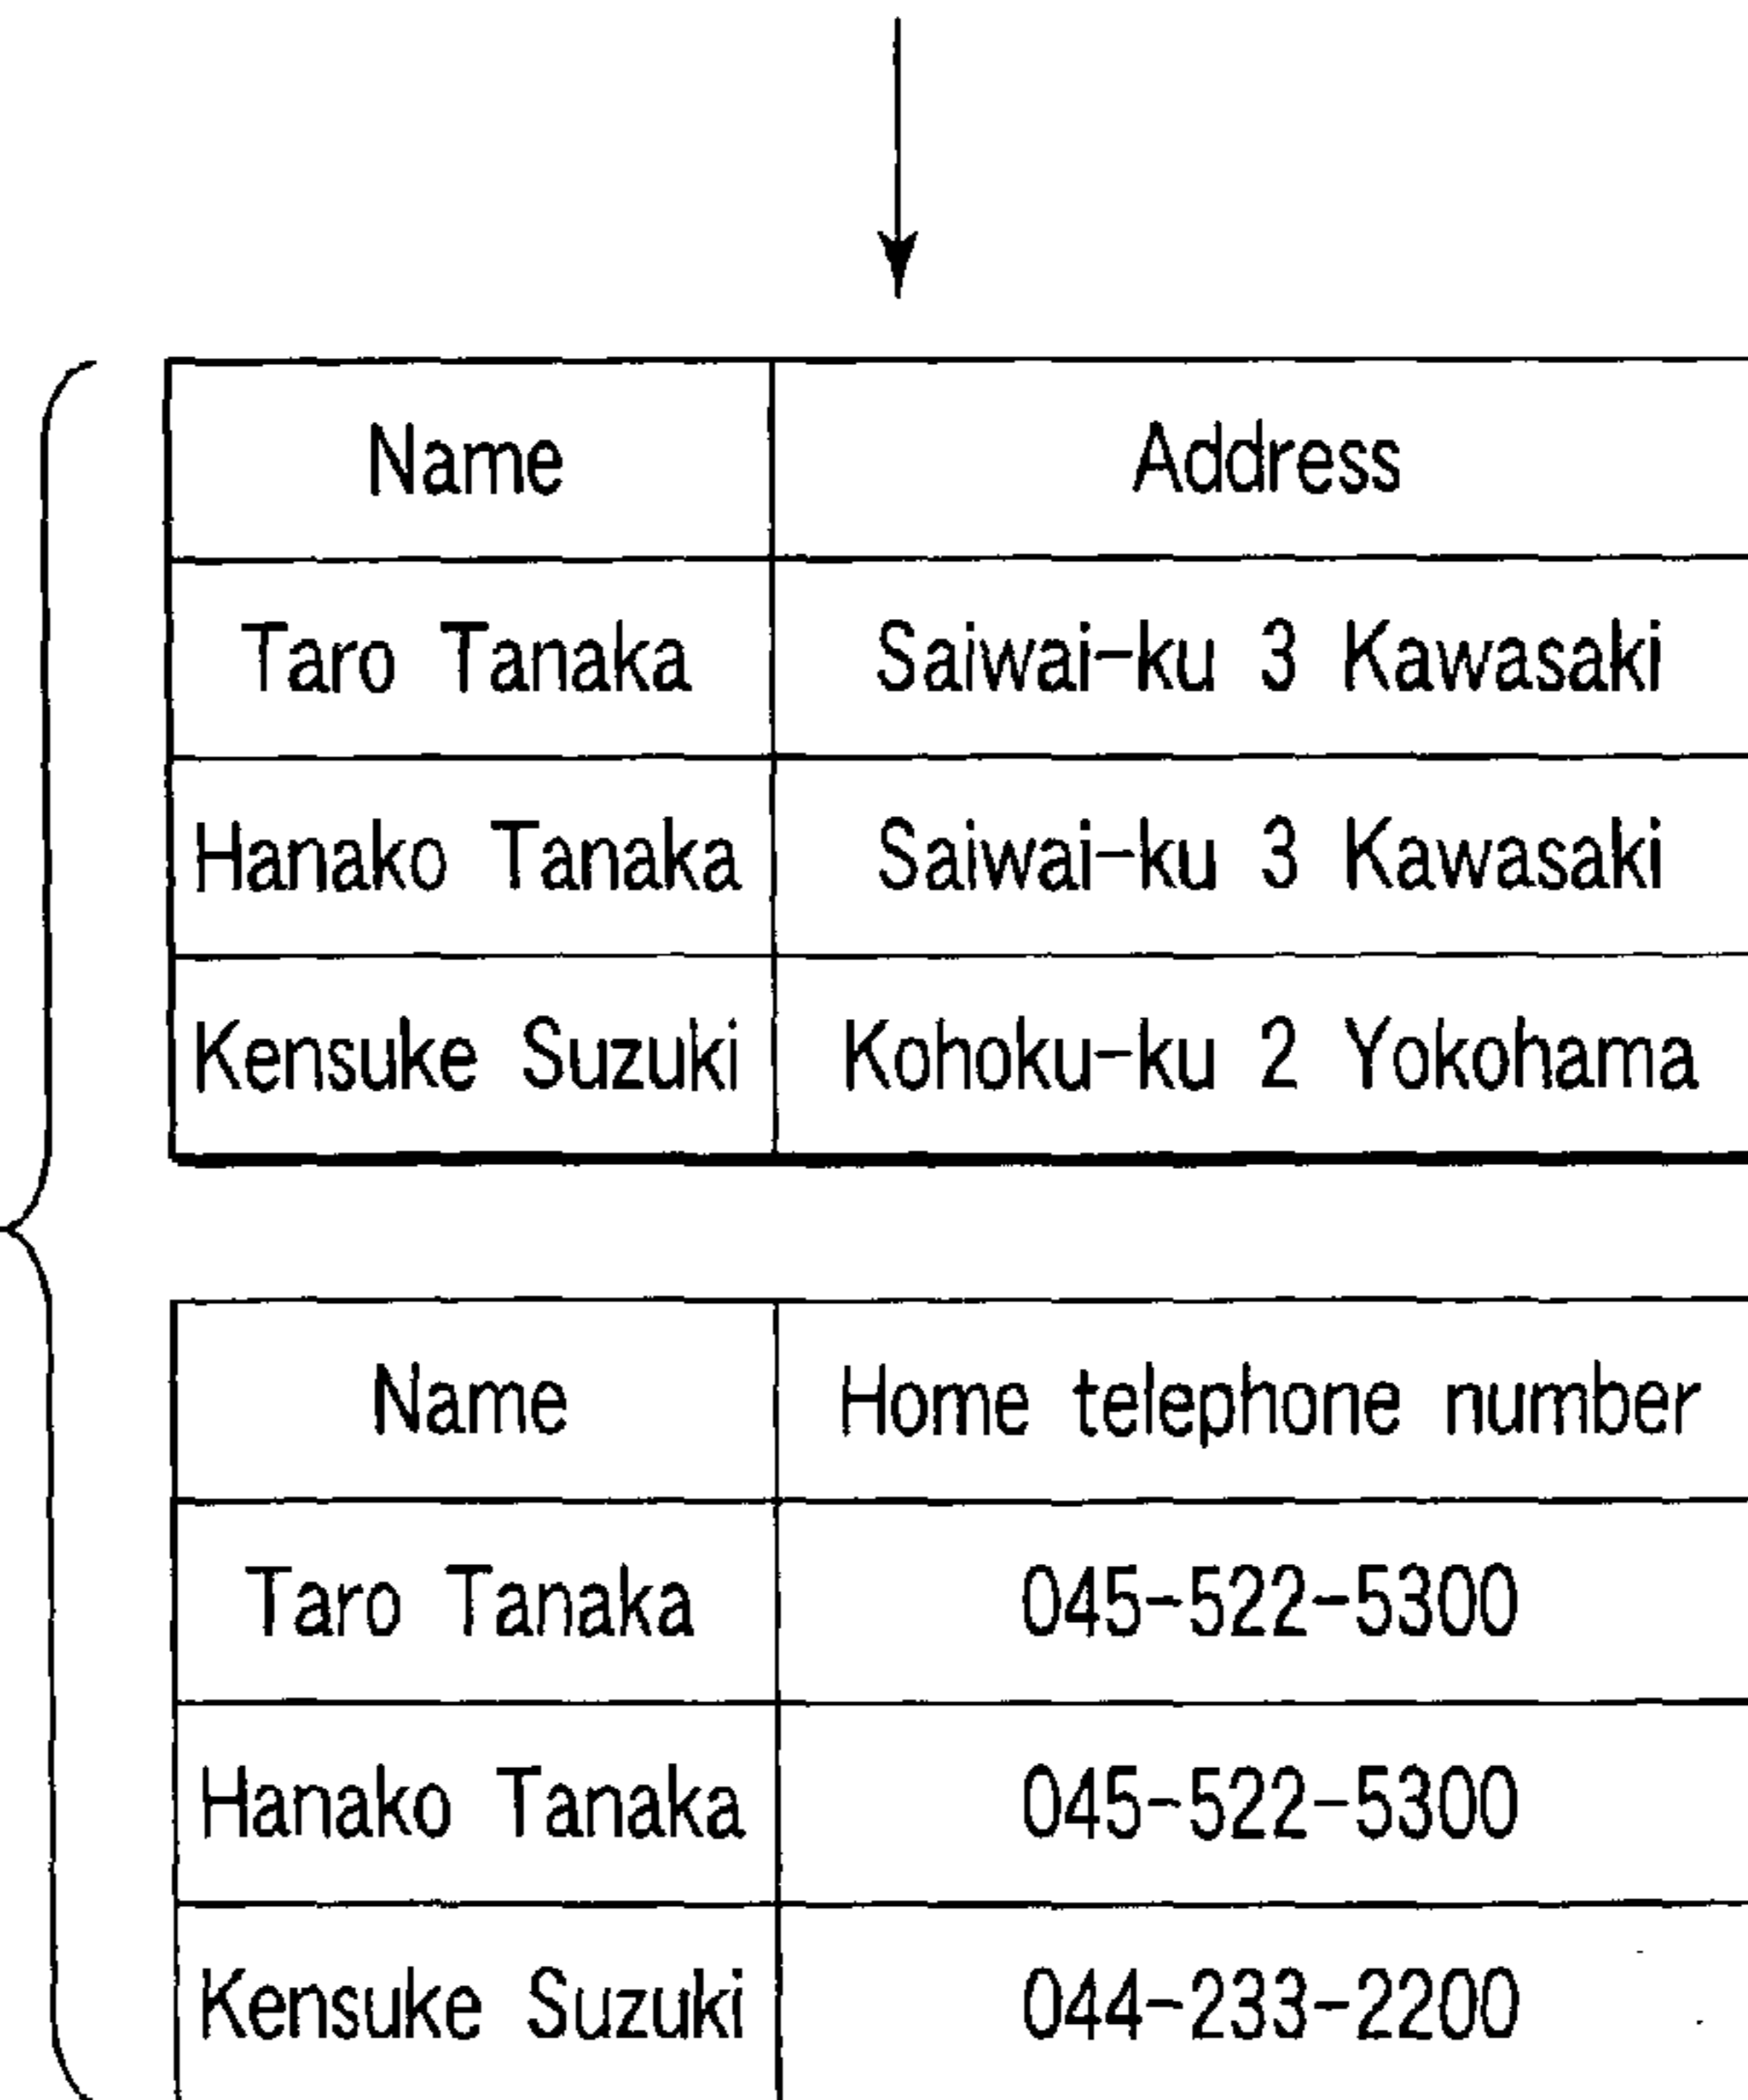 Name Address
Taro Tanaka Saiwai-ku 3 Kawasaki
Hanako Tanaka Saiwai-ku 3 Kawasaki
Kensuke Suzuki Kohoku-ku 2 Yokohama
Name Home telephone number
Taro Tanaka 045-522-5300
Hanako Tanaka 045-522-5300
Kensuke Suzuki 044-233-2200